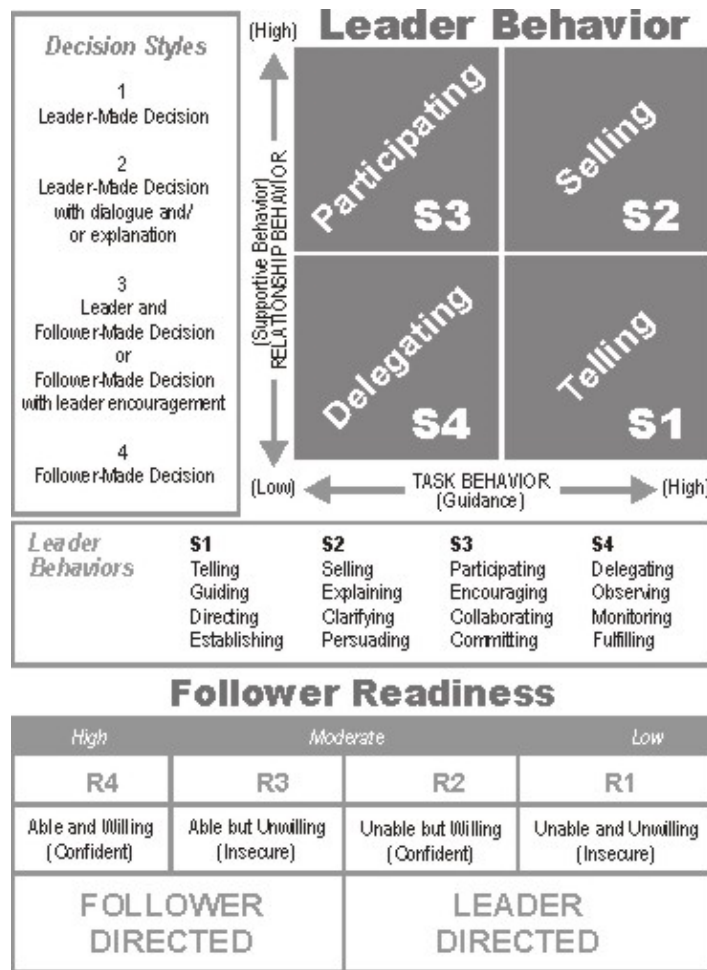 Leader Behavior
Decision Styles
1
Leader-Made Decision
2
Leader-Made Decision
with dialogue and/
or explanation
3
Leader and
Follower-Made Decision
or
Follower-Made Decision
with leader encouragement
4
Follower-Made Decision
(High)
(Supportive Behavior)
RELATIONSHIP BEHAVIOR
(Low)
Participating
S3
Selling
S2
Delegating
S4
Telling
S1
TASK BEHAVIOR
(Guidance)
(High)
Leader
Behaviors
S1
Telling
Guiding
Directing
Establishing
S2
Selling
Explaining
Clarifying
Persuading
S3
Participating
Encouraging
Collaborating
Committing
S4
Delegating
Observing
Monitoring
Fulfilling
Follower Readiness
High Moderate Low
R4 R3 R2 R1
Able and Willing
(Confident)
Able but Unwilling
(Insecure)
Unable but Willing
(Confident)
Unable and Unwilling
(Insecure)
FOLLOWER
DIRECTED
LEADER
DIRECTED